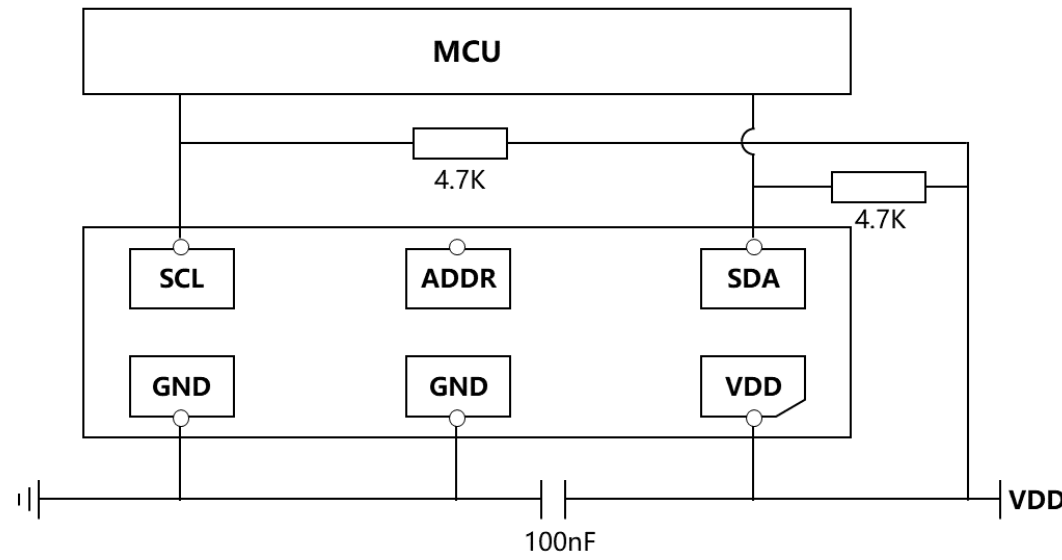 MCU
4.7K
4.7K
SCL ADDR SDA
GND GND VDD
VDD
100nF